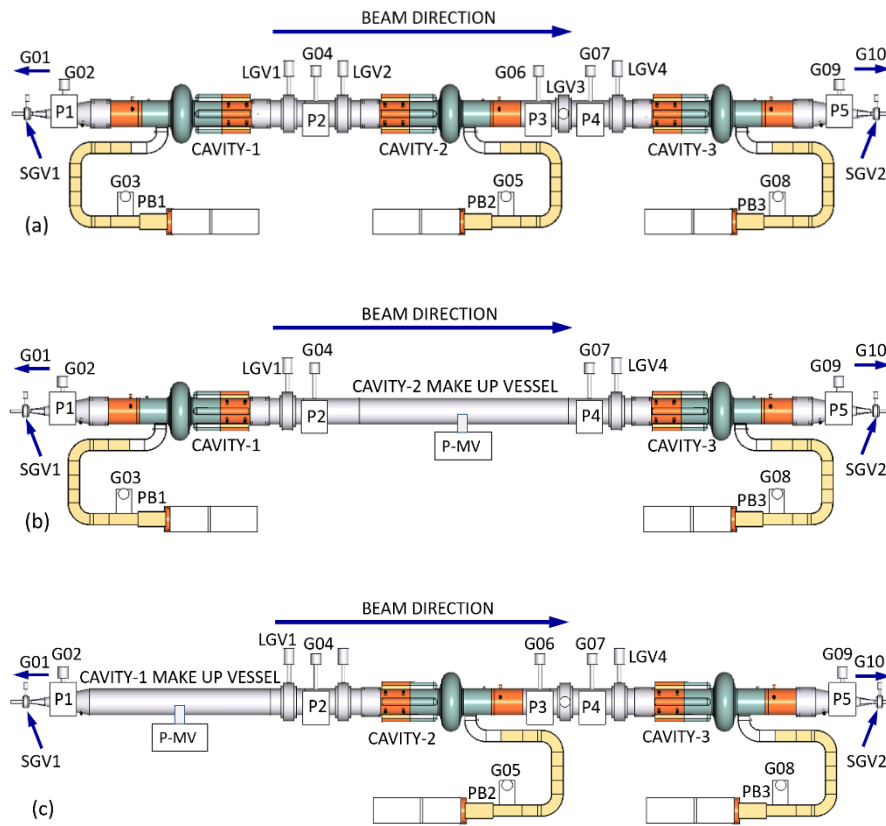 BEAM DIRECTION
G01 G02 LGV1 G04 LGV2 G06 LGV3 G07 LGV4 G09 G10
P1 P2 P3 P4 P5
CAVITY-1 CAVITY-2 CAVITY-3
SGV1 G03 PB1 G05 PB2 G08 PB3 SGV2
(a)
BEAM DIRECTION
G01 G02 LGV1 G04 G07 LGV4 G09 G10
CAVITY-2 MAKE UP VESSEL
P1 P2 P4 P5
CAVITY-1 P-MV CAVITY-3
SGV1 G03 PB1 G08 PB3 SGV2
(b)
BEAM DIRECTION
G01 G02 LGV1 G04 G06 G07 LGV4 G09 G10
CAVITY-1 MAKE UP VESSEL
P1 P2 P3 P4 P5
P-MV CAVITY-2 CAVITY-3
SGV1 G05 PB2 G08 PB3 SGV2
(c)